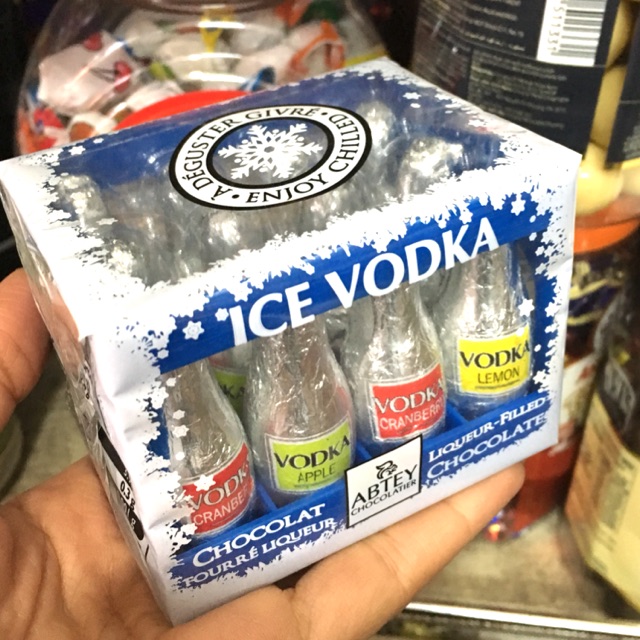 À DÉGUSTER GIVRÉ • ENJOY CHILLED •
ICE VODKA
VODKA
CRANBERRY
VODKA
APPLE
VODKA
CRANBERRY
VODKA
LEMON
CHOCOLAT
FOURRÉ LIQUEUR
ABTEY
CHOCOLATIER
LIQUEUR-FILLED
CHOCOLATE